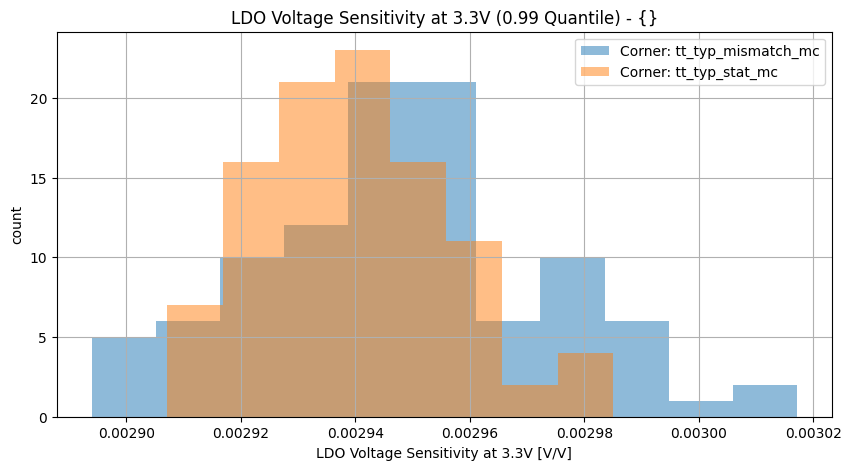 LDO Voltage Sensitivity at 3.3V (0.99 Quantile) - {}
Corner: tt_typ_mismatch_mc
Corner: tt_typ_stat_mc
count
20
15
10
5
0
0.00290
0.00292
0.00294
0.00296
0.00298
0.00300
0.00302
LDO Voltage Sensitivity at 3.3V [V/V]